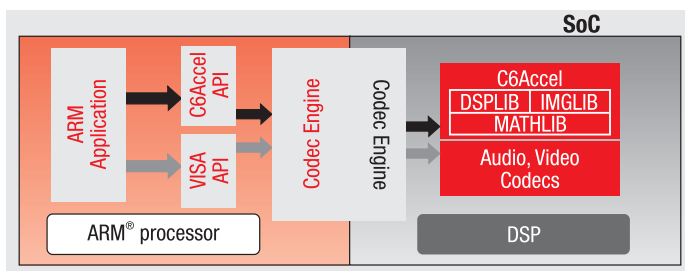 SoC
ARM
Application
C6Accel
API
VISA
API
Codec Engine
Codec Engine
C6Accel
DSPLIB IMGLIB
MATHLIB
Audio, Video
Codecs
ARM® processor
DSP